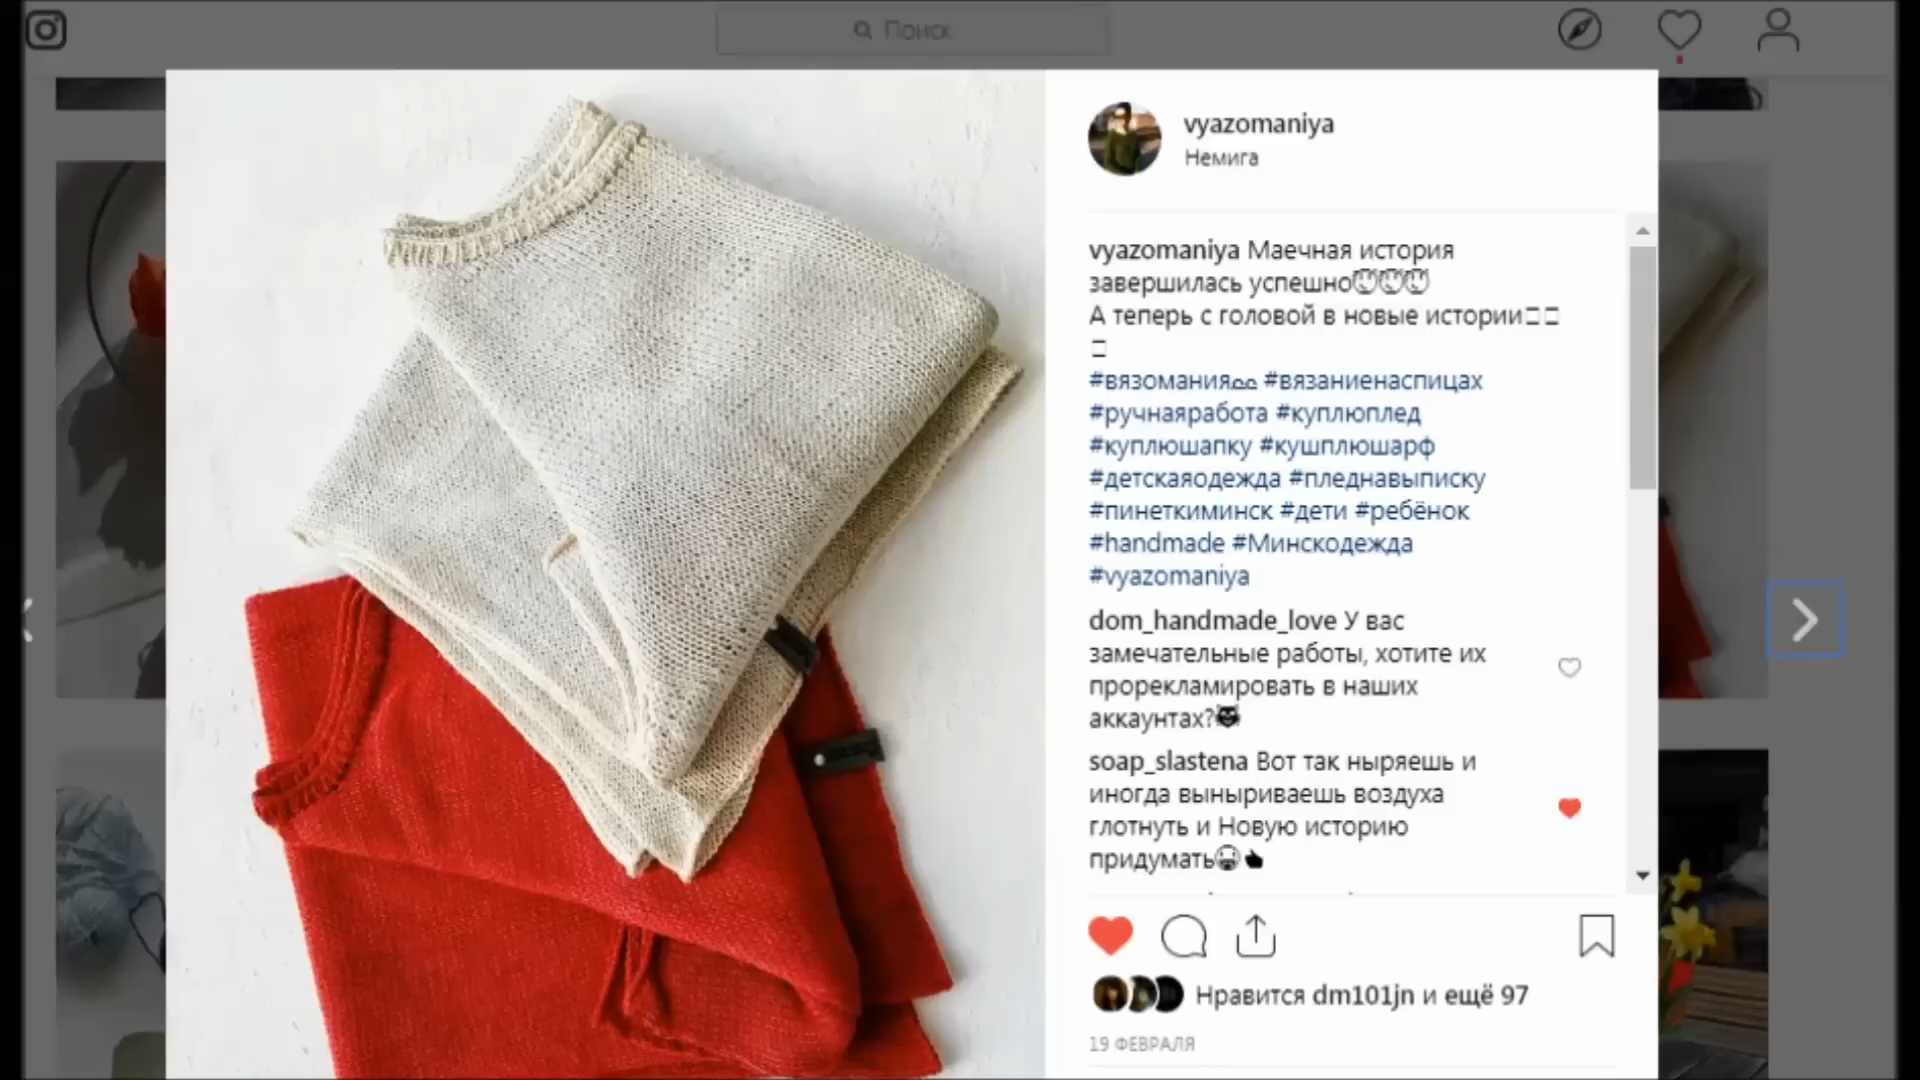 Поиск
vyazomaniya
Немига
vyazomaniya Маечная история
завершилась успешно
А теперь с головой в новые истории
#вязомания #вязаниенаспицах
#ручнаяработа #куплюплед
#куплюшапку #кушплюшарф
#детскаяодежда #пледнавыписку
#пинеткиминск #дети #ребёнок
#handmade #Минскодежда
#vyazomaniya
dom_handmade_love У вас
замечательные работы, хотите их
прорекламировать в наших
аккаунтах?
soap_slastena Вот так ныряешь и
иногда выныриваешь воздуха
глотнуть и Новую историю
придумать
Нравится dm101jn и ещё 97
19 ФЕВРАЛЯ